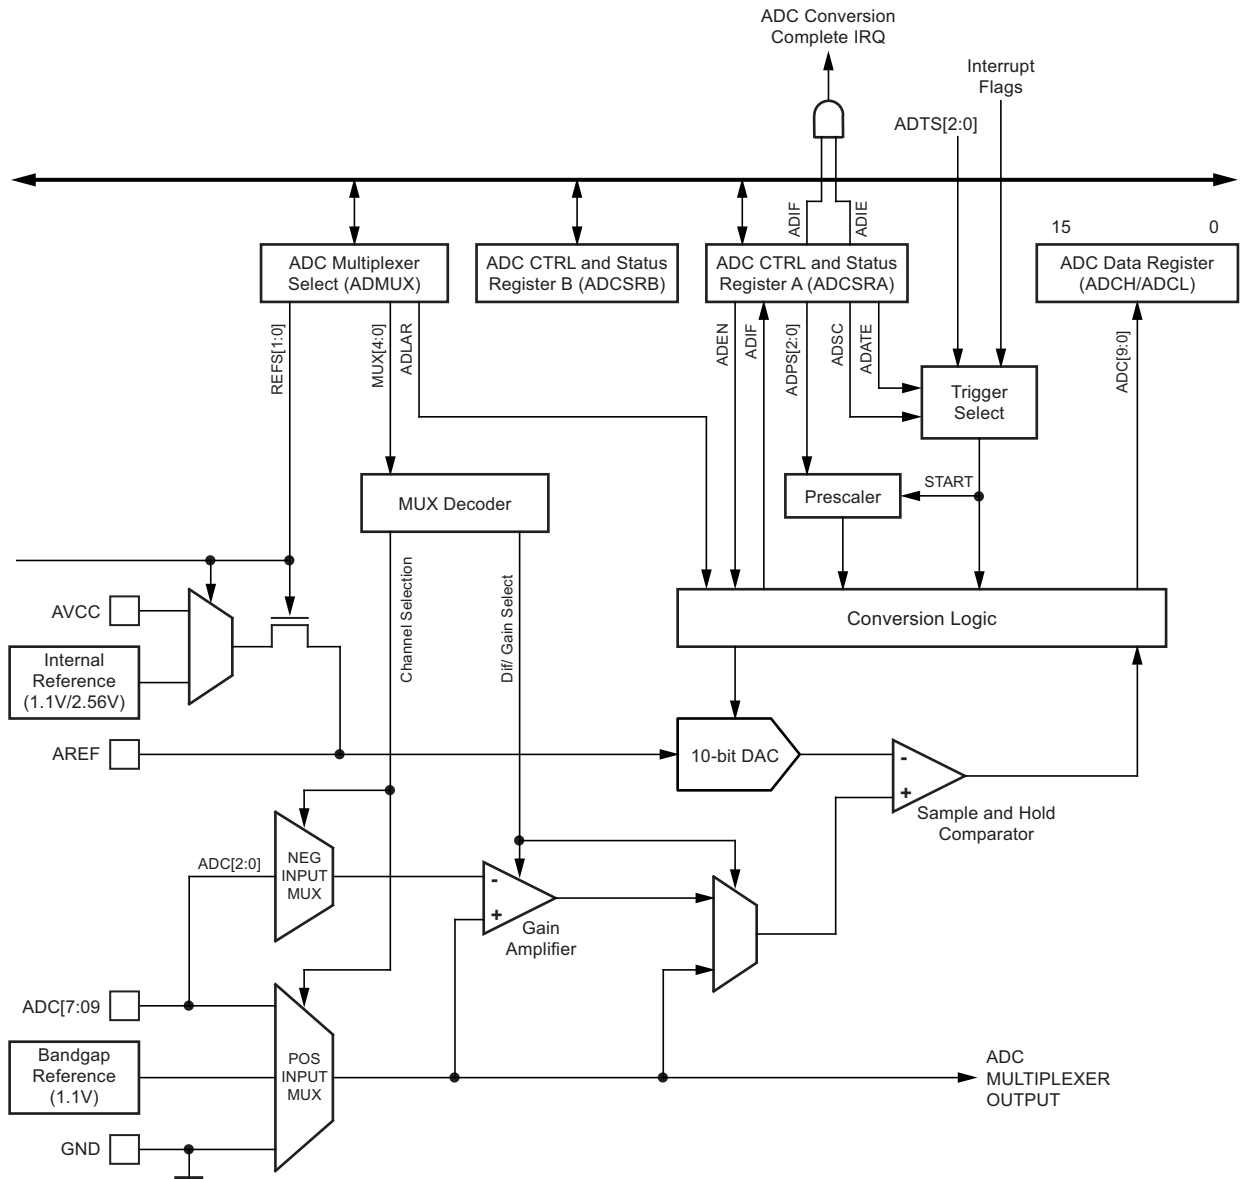 ADC Conversion
Complete IRQ
Interrupt
Flags
ADTS[2:0]
ADIF
ADIE
15
0
ADC Multiplexer
Select (ADMUX)
ADC CTRL and Status
Register B (ADCSRB)
ADC CTRL and Status
Register A (ADCSRA)
ADC Data Register
(ADCH/ADCL)
REFS[1:0]
MUX[4:0]
ADLAR
ADEN
ADIF
ADPS[2:0]
ADSC
ADATE
ADC[9:0]
Trigger
Select
MUX Decoder
Prescaler
START
Channel Selection
Dif/ Gain Select
AVCC
Internal
Reference
(1.1V/2.56V)
Conversion Logic
AREF
10-bit DAC
-
+
Sample and Hold
Comparator
ADC[2:0]
NEG
INPUT
MUX
-
+
Gain
Amplifier
ADC[7:09
Bandgap
Reference
(1.1V)
POS
INPUT
MUX
ADC
MULTIPLEXER
OUTPUT
GND